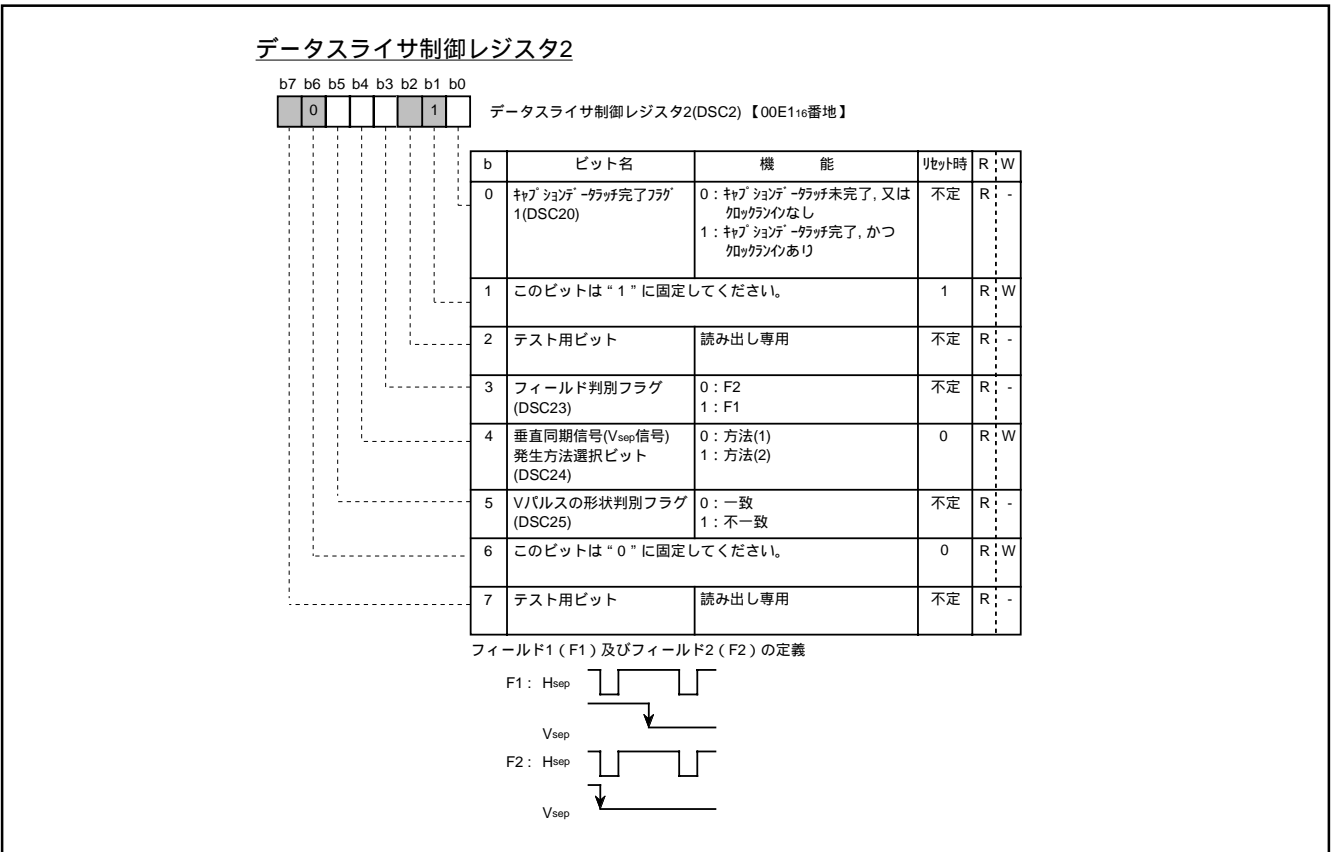 データスライサ制御レジスタ2
b7 b6 b5 b4 b3 b2 b1 b0
0 1
データスライサ制御レジスタ2(DSC2)【00E116番地】
b ビット名 機 能 リセット時 R W
0 キャプションデータラッチ完了フラグ1(DSC20) 0：キャプションデータラッチ未完了, 又は
クロックランインなし
1：キャプションデータラッチ完了, かつ
クロックランインあり 不定 R -
1 このビットは“1”に固定してください。 1 R W
2 テスト用ビット 読み出し専用 不定 R -
3 フィールド判別フラグ
(DSC23) 0：F2
1：F1 不定 R -
4 垂直同期信号(Vsep信号)
発生方法選択ビット
(DSC24) 0：方法(1)
1：方法(2) 0 R W
5 Vパルスの形状判別フラグ
(DSC25) 0：一致
1：不一致 不定 R -
6 このビットは“0”に固定してください。 0 R W
7 テスト用ビット 読み出し専用 不定 R -
フィールド1（F1）及びフィールド2（F2）の定義
F1： Hsep
Vsep
F2： Hsep
Vsep